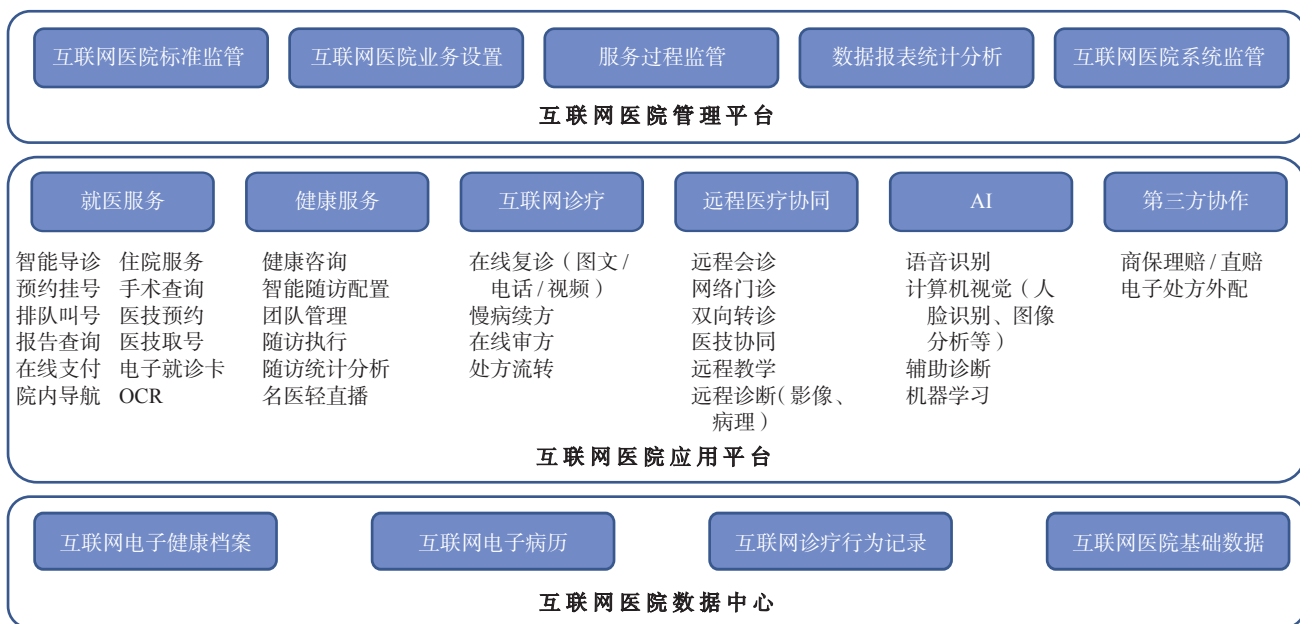 互联网医院标准监管 互联网医院业务设置 服务过程监管 数据报表统计分析 互联网医院系统监管
互联网医院管理平台
就医服务 健康服务 互联网诊疗 远程医疗协同 AI 第三方协作
智能导诊 住院服务
预约挂号 手术查询
排队叫号 医技预约
报告查询 医技取号
在线支付 电子就诊卡
院内导航 OCR
健康咨询
智能随访配置
团队管理
随访执行
随访统计分析
名医轻直播
在线复诊（图文/
电话/视频）
慢病续方
在线审方
处方流转
远程会诊
网络门诊
双向转诊
医技协同
远程教学
远程诊断（影像、
病理）
语音识别
计算机视觉（人
脸识别、图像
分析等）
辅助诊断
机器学习
商保理赔/直赔
电子处方外配
互联网医院应用平台
互联网电子健康档案 互联网电子病历 互联网诊疗行为记录 互联网医院基础数据
互联网医院数据中心